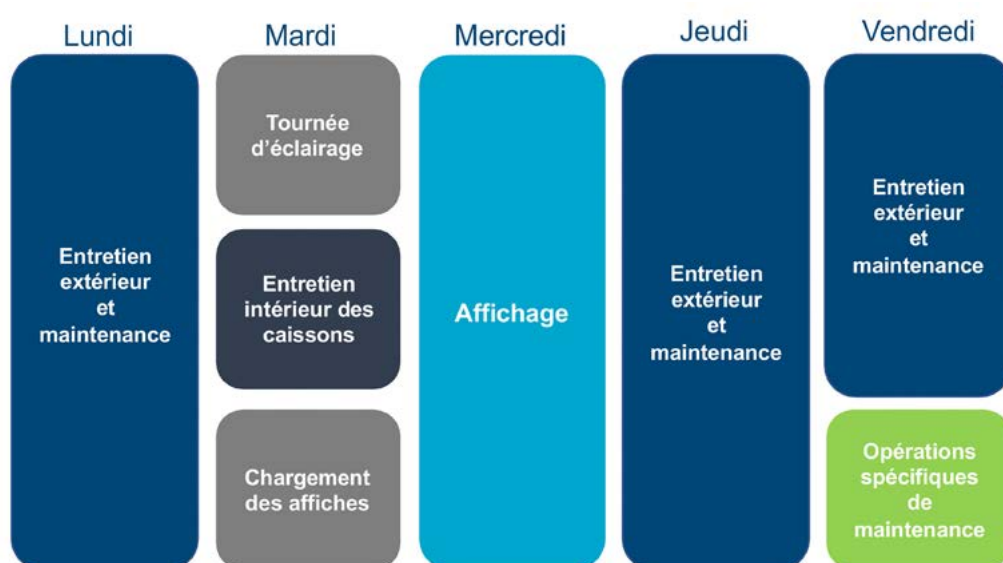 Lundi
Mardi
Mercredi
Jeudi
Vendredi
Entretien
extérieur
et
maintenance
Tournée
d'éclairage
Entretien
intérieur des
caissons
Chargement
des affiches
Affichage
Entretien
extérieur
et
maintenance
Entretien
extérieur
et
maintenance
Opérations
spécifiques
de
maintenance